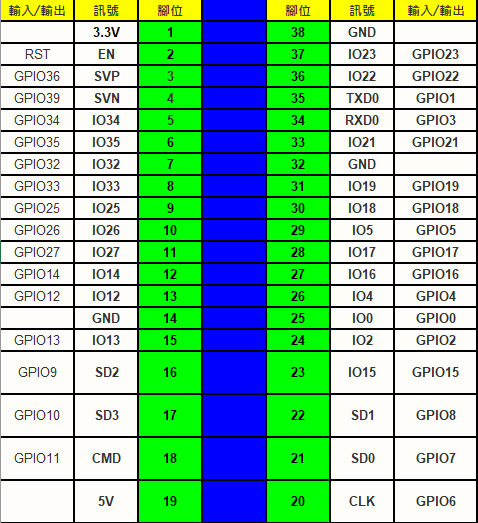 輸入/輸出 訊號 腳位 腳位 訊號 輸入/輸出
3.3V 1 38 GND
RST EN 2 37 IO23 GPIO23
GPIO36 SVP 3 36 IO22 GPIO22
GPIO39 SVN 4 35 TXD0 GPIO1
GPIO34 IO34 5 34 RXD0 GPIO3
GPIO35 IO35 6 33 IO21 GPIO21
GPIO32 IO32 7 32 GND
GPIO33 IO33 8 31 IO19 GPIO19
GPIO25 IO25 9 30 IO18 GPIO18
GPIO26 IO26 10 29 IO5 GPIO5
GPIO27 IO27 11 28 IO17 GPIO17
GPIO14 IO14 12 27 IO16 GPIO16
GPIO12 IO12 13 26 IO4 GPIO4
GND 14 25 IO0 GPIO0
GPIO13 IO13 15 24 IO2 GPIO2
GPIO9 SD2 16 23 IO15 GPIO15
GPIO10 SD3 17 22 SD1 GPIO8
GPIO11 CMD 18 21 SD0 GPIO7
5V 19 20 CLK GPIO6